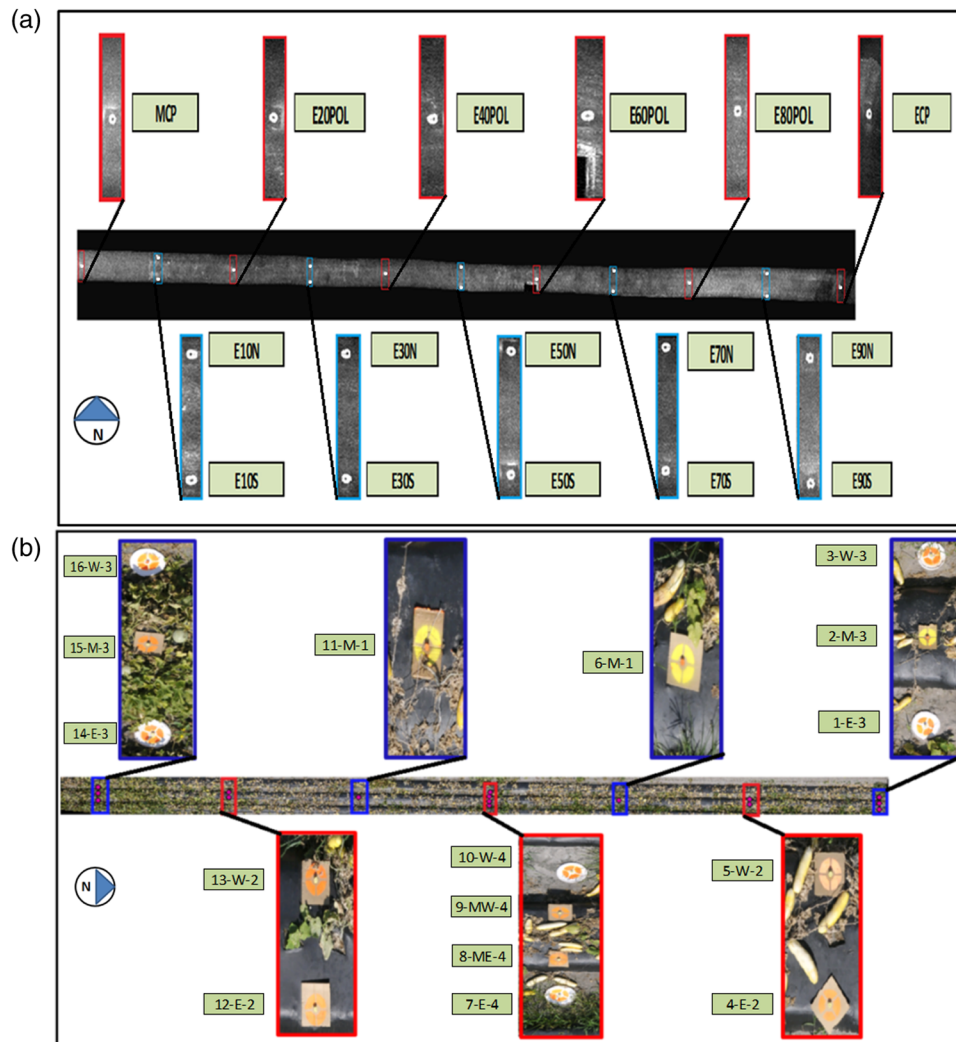 (a)
MCP
E20POL
E40POL
E60POL
E80POL
ECP
E10N
E30N
E50N
E70N
E90N
N
E10S
E30S
E50S
E70S
E90S
(b)
16-W-3
15-M-3
14-E-3
11-M-1
6-M-1
3-W-3
2-M-3
1-E-3
N
13-W-2
12-E-2
10-W-4
9-MW-4
8-ME-4
7-E-4
5-W-2
4-E-2